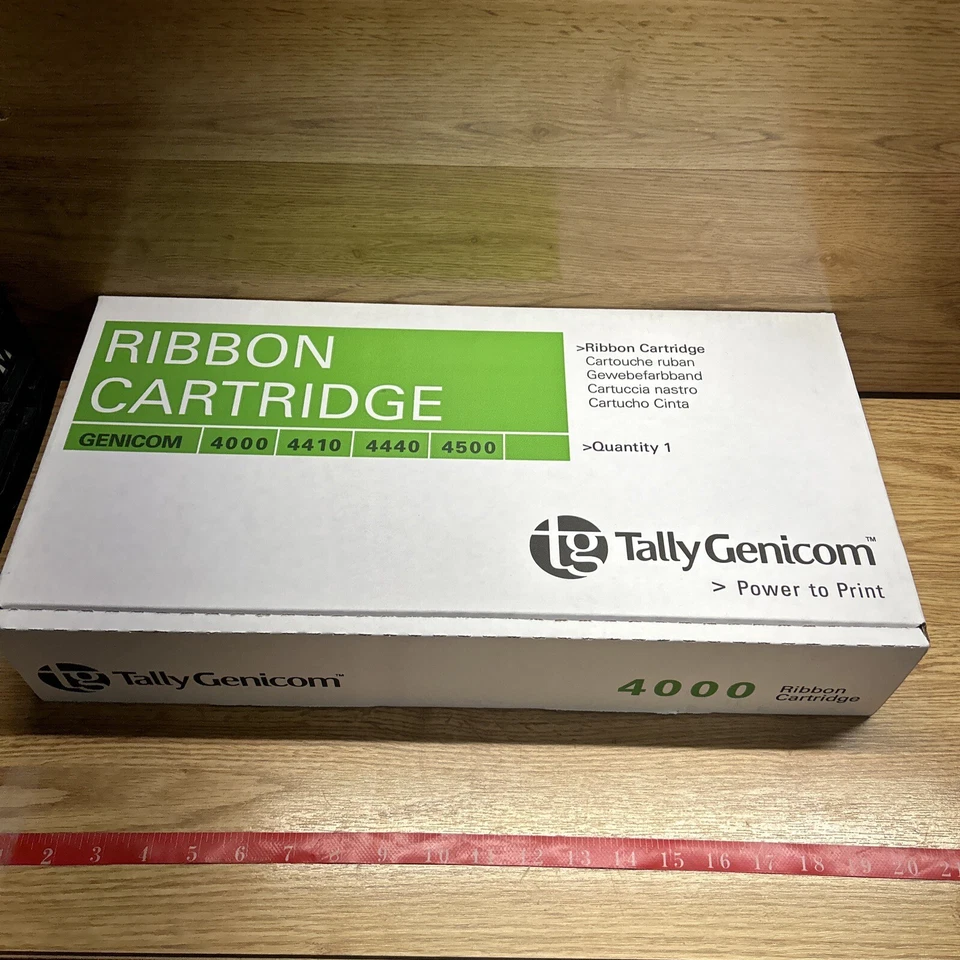 RIBBON
CARTRIDGE
GENICOM 4000 4410 4440 4500
>Ribbon Cartridge
Cartouche ruban
Gewebefarbband
Cartuccia nastro
Cartucho Cinta
>Quantity 1
tg TallyGenicom™
> Power to Print
tg TallyGenicom™
4000 Ribbon
Cartridge
2 3 4 5 6 7 8 9 10 12 13 14 15 16 17 18 19 20